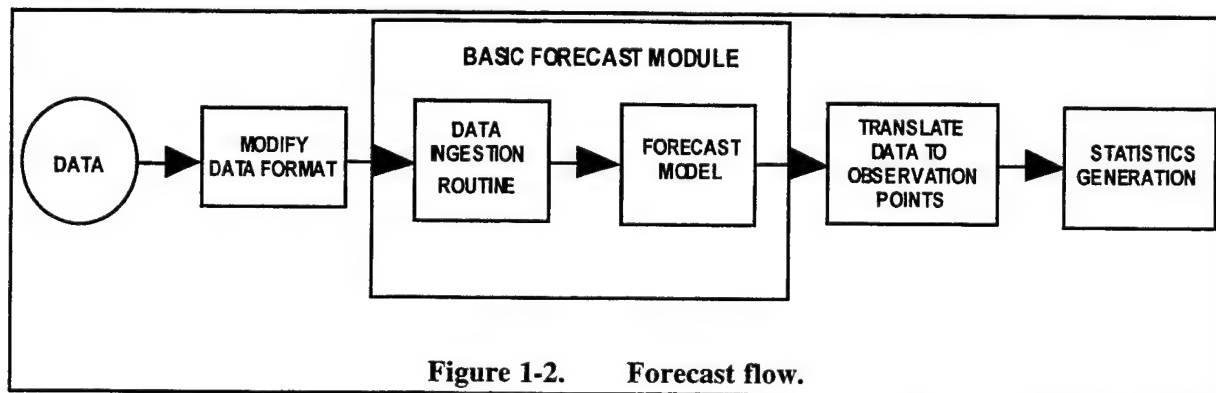 BASIC FORECAST MODULE
DATA
MODIFY
DATA FORMAT
DATA
INGESTION
ROUTINE
FORECAST
MODEL
TRANSLATE
DATA TO
OBSERVATION
POINTS
STATISTICS
GENERATION
Figure 1-2. Forecast flow.